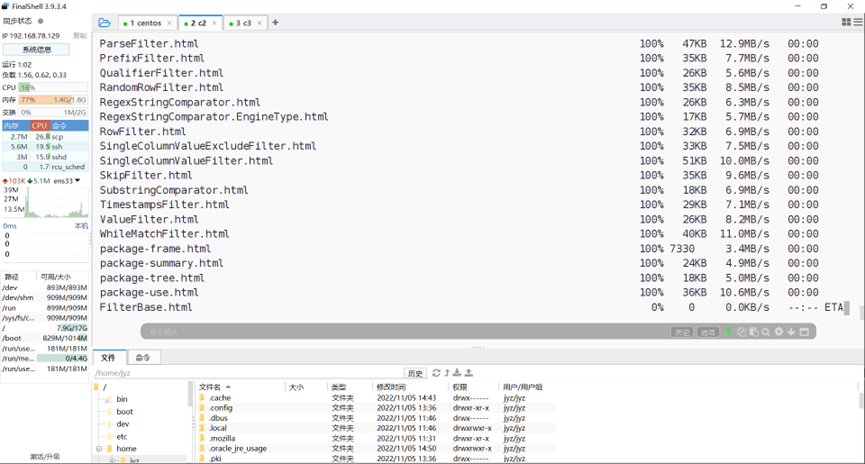 FinalShell 3.9.3.4
同步状态
IP 192.168.78.129 复制
系统信息
运行 1:02
负载 1.56, 0.62, 0.33
CPU 16%
内存 77% 1.4G/1.8G
交换 0% 1M/2G
内存 CPU 命令
2.7M 26.8 scp
5.6M 19.5 ssh
3M 15.9 sshd
0 1.7 rcu_sched
103K 5.1M ens33
39M
27M
13.5M
0ms 本机
0
0
0
路径 可用/大小
/dev 893M/893M
/dev/shm 909M/909M
/run 899M/909M
/sys/fs/c... 909M/909M
/ 7.9G/17G
/boot 829M/1014M
/run/use... 181M/181M
/run/me... 0/4.4G
/run/use... 181M/181M
激活/升级
1 centos
2 c2
3 c3
+
ParseFilter.html 100% 47KB 12.9MB/s 00:00
PrefixFilter.html 100% 35KB 7.7MB/s 00:00
QualifierFilter.html 100% 26KB 5.6MB/s 00:00
RandomRowFilter.html 100% 35KB 8.5MB/s 00:00
RegexStringComparator.html 100% 26KB 6.3MB/s 00:00
RegexStringComparator.EngineType.html 100% 17KB 5.7MB/s 00:00
RowFilter.html 100% 32KB 6.9MB/s 00:00
SingleColumnValueExcludeFilter.html 100% 33KB 7.5MB/s 00:00
SingleColumnValueFilter.html 100% 51KB 10.0MB/s 00:00
SkipFilter.html 100% 35KB 9.6MB/s 00:00
SubstringComparator.html 100% 18KB 6.9MB/s 00:00
TimestampsFilter.html 100% 29KB 7.1MB/s 00:00
ValueFilter.html 100% 26KB 8.2MB/s 00:00
WhileMatchFilter.html 100% 40KB 11.0MB/s 00:00
package-frame.html 100% 7330 3.4MB/s 00:00
package-summary.html 100% 24KB 4.9MB/s 00:00
package-tree.html 100% 18KB 5.0MB/s 00:00
package-use.html 100% 36KB 10.6MB/s 00:00
FilterBase.html 0% 0 0.0KB/s --:-- ETA
命令输入 历史 选项
文件 命令
/home/jyz 历史
/
bin
boot
dev
etc
home
jyz
文件名 大小 类型 修改时间 权限 用户/用户组
.cache 文件夹 2022/11/05 14:43 drwx------ jyz/jyz
.config 文件夹 2022/11/05 13:36 drwxr-xr-x jyz/jyz
.dbus 文件夹 2022/11/05 11:46 drwx------ jyz/jyz
.local 文件夹 2022/11/05 11:46 drwxrwxr-x jyz/jyz
.mozilla 文件夹 2022/11/05 11:31 drwxr-xr-x jyz/jyz
.oracle_jre_usage 文件夹 2022/11/05 14:50 drwxrwxr-x jyz/jyz
.pki 文件夹 2022/11/05 13:36 drwx------ jyz/jyz